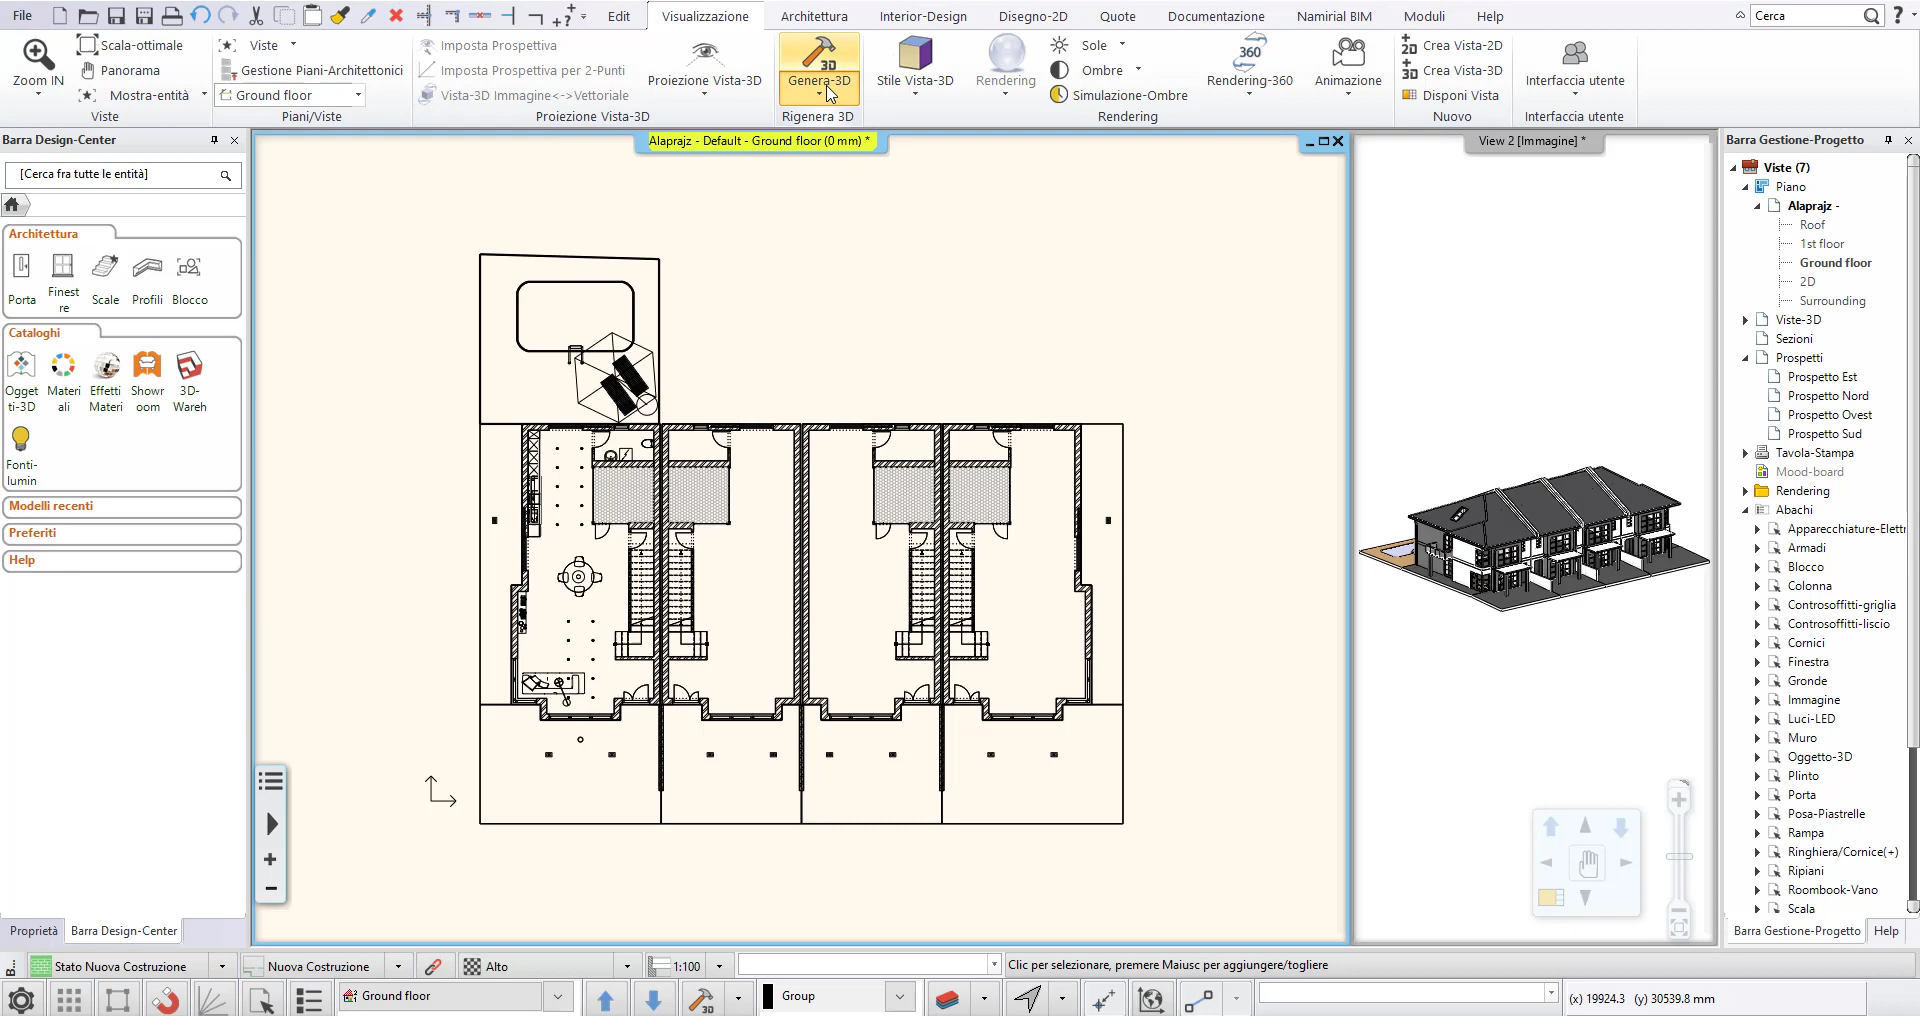 File
Edit
Visualizzazione
Architettura
Interior-Design
Disegno-2D
Quote
Documentazione
Namirial BIM
Moduli
Help
Cerca
?
Zoom IN
Scala-ottimale
Panorama
Mostra-entità
Viste
Viste
Gestione Piani-Architettonici
Ground floor
Piani/Viste
Imposta Prospettiva
Imposta Prospettiva per 2-Punti
Vista-3D Immagine<->Vettoriale
Proiezione Vista-3D
Proiezione Vista-3D
3D
Genera-3D
Rigenera 3D
Stile Vista-3D
Rendering
Sole
Ombre
Simulazione-Ombre
360
Rendering-360
Animazione
Rendering
2D Crea Vista-2D
3D Crea Vista-3D
Disponi Vista
Nuovo
Interfaccia utente
Interfaccia utente
Barra Design-Center
[Cerca fra tutte le entità]
Architettura
Porta
Finest
re
Scale
Profili
Blocco
Cataloghi
Ogget
ti-3D
Materi
ali
Effetti
Materi
Showr
oom
3D-
Wareh
Fonti-
lumin
Modelli recenti
Preferiti
Help
Proprietà
Barra Design-Center
Alaprajz - Default - Ground floor (0 mm) *
View 2 [Immagine] *
Barra Gestione-Progetto
Viste (7)
Piano
Alaprajz -
Roof
1st floor
Ground floor
2D
Surrounding
Viste-3D
Sezioni
Prospetti
Prospetto Est
Prospetto Nord
Prospetto Ovest
Prospetto Sud
Tavola-Stampa
Mood-board
Rendering
Abachi
Apparecchiature-Elettr
Armadi
Blocco
Colonna
Controsoffitti-griglia
Controsoffitti-liscio
Cornici
Finestra
Gronde
Immagine
Luci-LED
Muro
Oggetto-3D
Plinto
Porta
Posa-Piastrelle
Rampa
Ringhiera/Cornice(+)
Ripiani
Roombook-Vano
Scala
Barra Gestione-Progetto
Help
B...
Stato Nuova Costruzione
Nuova Costruzione
Alto
1:100
Clic per selezionare, premere Maiusc per aggiungere/togliere
Ground floor
3D
Group
(x) 19924.3 (y) 30539.8 mm